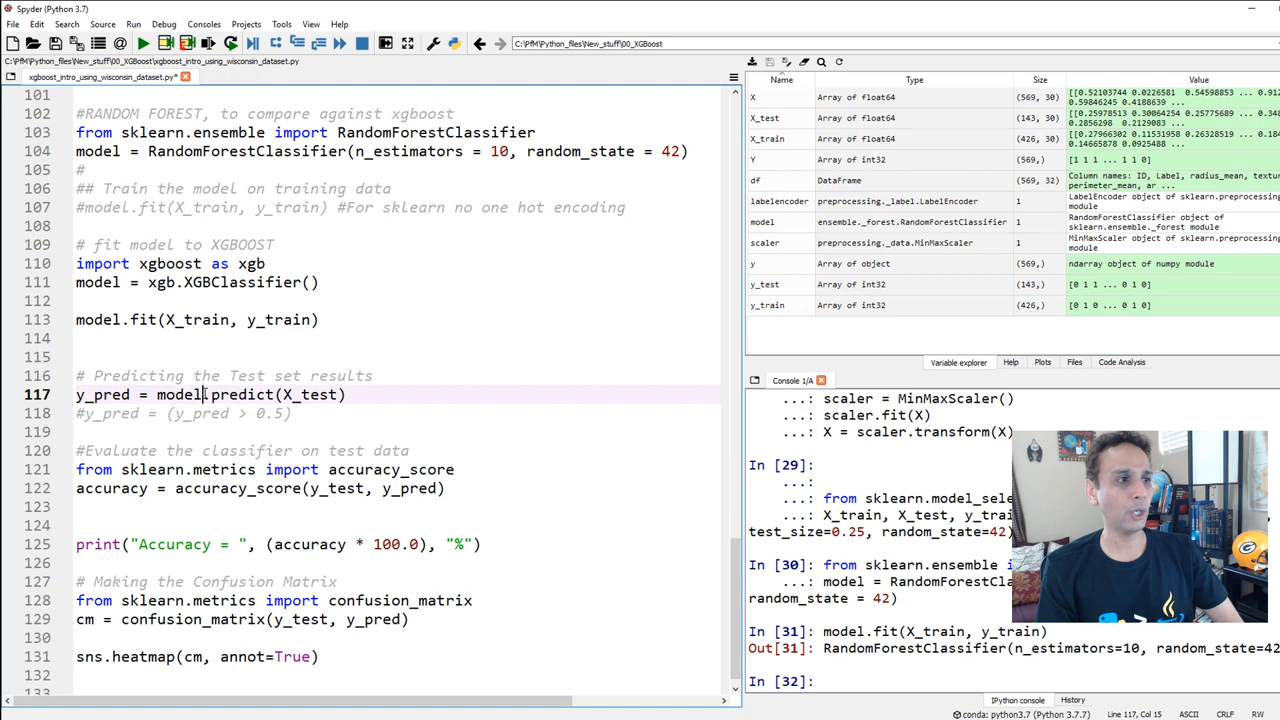 Spyder (Python 3.7)
File Edit Search Source Run Debug Consoles Projects Tools View Help
C:\PfM\Python_files\New_stuff\00_XGBoost
C:\PfM\Python_files\New_stuff\00_XGBoost\xgboost_intro_using_wisconsin_dataset.py
xgboost_intro_using_wisconsin_dataset.py*
101
102 #RANDOM FOREST, to compare against xgboost
103 from sklearn.ensemble import RandomForestClassifier
104 model = RandomForestClassifier(n_estimators = 10, random_state = 42)
105 #
106 ## Train the model on training data
107 #model.fit(X_train, y_train) #For sklearn no one hot encoding
108
109 # fit model to XGBOOST
110 import xgboost as xgb
111 model = xgb.XGBClassifier()
112
113 model.fit(X_train, y_train)
114
115
116 # Predicting the Test set results
117 y_pred = model.predict(X_test)
118 #y_pred = (y_pred > 0.5)
119
120 #Evaluate the classifier on test data
121 from sklearn.metrics import accuracy_score
122 accuracy = accuracy_score(y_test, y_pred)
123
124
125 print("Accuracy = ", (accuracy * 100.0), "%")
126
127 # Making the Confusion Matrix
128 from sklearn.metrics import confusion_matrix
129 cm = confusion_matrix(y_test, y_pred)
130
131 sns.heatmap(cm, annot=True)
132
133
Name Type Size Value
X Array of float64 (569, 30) [[0.52103744 0.0226581 0.54598853 ... 0.91
0.59846245 0.4188639 ...
X_test Array of float64 (143, 30) [[0.25978513 0.30064254 0.25775689 ... 0.34
0.2856298 0.2129083 ...
X_train Array of float64 (426, 30) [[0.27966302 0.11531958 0.26328519 ... 0.1
0.14655878 0.0925488 ...
Y Array of int32 (569,) [1 1 1 ... 1 1 0]
df DataFrame (569, 32) Column names: ID, Label, radius_mean, textur
perimeter_mean, ar ...
labelencoder preprocessing._label.LabelEncoder 1 LabelEncoder object of sklearn.preprocessing
module
model ensemble._forest.RandomForestClassifier 1 RandomForestClassifier object of
sklearn.ensemble._forest module
scaler preprocessing._data.MinMaxScaler 1 MinMaxScaler object of sklearn.preprocessing
module
y Array of object (569,) ndarray object of numpy module
y_test Array of int32 (143,) [0 1 1 ... 0 1 0]
y_train Array of int32 (426,) [0 1 0 ... 0 1 0]
Variable explorer Help Plots Files Code Analysis
Console 1/A
...: scaler = MinMaxScaler()
...: scaler.fit(X)
...: X = scaler.transform(X)
In [29]:
...:
...: from sklearn.model_sele
...: X_train, X_test, y_trai
test_size=0.25, random_state=42)
In [30]: from sklearn.ensemble i
...: model = RandomForestCla
random_state = 42)
In [31]: model.fit(X_train, y_train)
Out[31]: RandomForestClassifier(n_estimators=10, random_state=42
In [32]:
IPython console History
conda: python3.7 (Python 3.7.7) Line 117, Col 15 ASCII CRLF RW